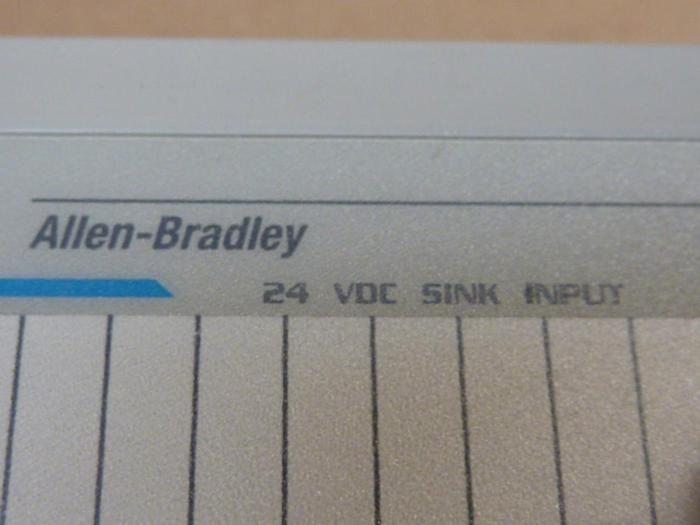 Allen-Bradley
24 VDC SINK INPUT